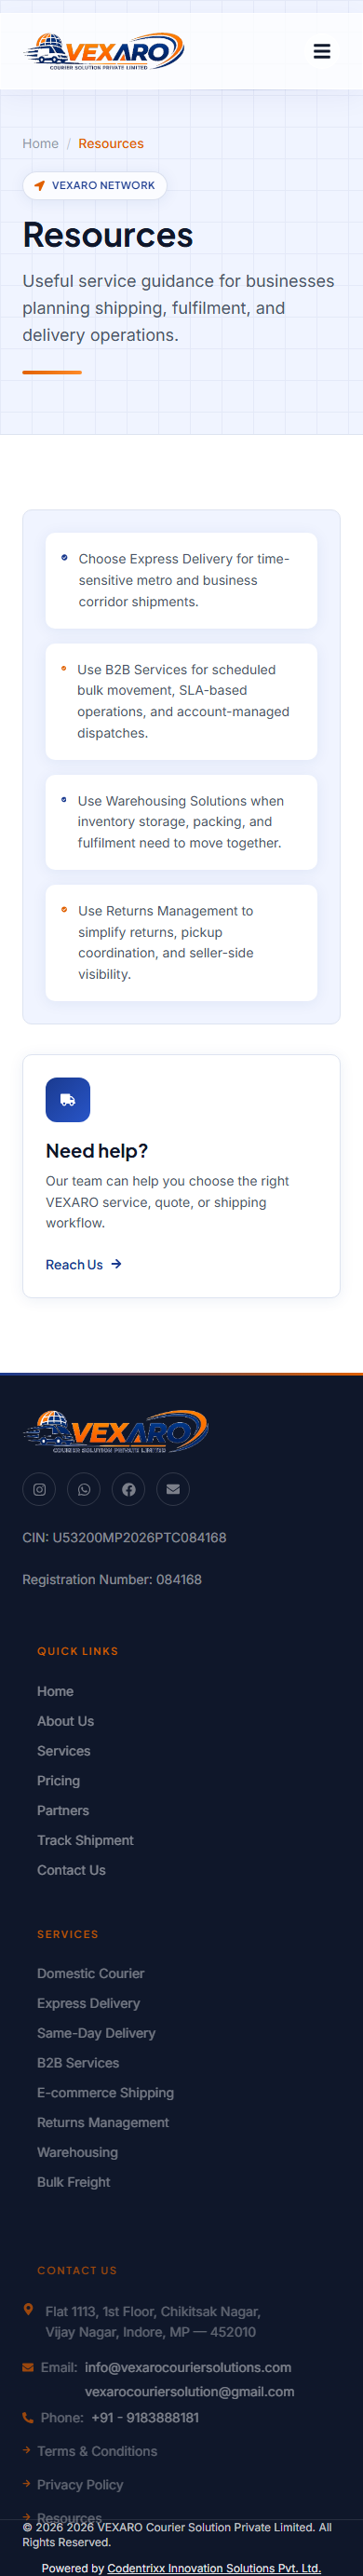 VEXARO
COURIER SOLUTION PRIVATE LIMITED
Home / Resources
VEXARO NETWORK
Resources
Useful service guidance for businesses
planning shipping, fulfilment, and
delivery operations.
Choose Express Delivery for time-
sensitive metro and business
corridor shipments.
Use B2B Services for scheduled
bulk movement, SLA-based
operations, and account-managed
dispatches.
Use Warehousing Solutions when
inventory storage, packing, and
fulfilment need to move together.
Use Returns Management to
simplify returns, pickup
coordination, and seller-side
visibility.
Need help?
Our team can help you choose the right
VEXARO service, quote, or shipping
workflow.
Reach Us
VEXARO
COURIER SOLUTION PRIVATE LIMITED
CIN: U53200MP2026PTC084168
Registration Number: 084168
QUICK LINKS
Home
About Us
Services
Pricing
Partners
Track Shipment
Contact Us
SERVICES
Domestic Courier
Express Delivery
Same-Day Delivery
B2B Services
E-commerce Shipping
Returns Management
Warehousing
Bulk Freight
CONTACT US
Flat 1113, 1st Floor, Chikitsak Nagar,
Vijay Nagar, Indore, MP — 452010
Email: info@vexarocouriersolutions.com
vexarocouriersolution@gmail.com
Phone: +91 - 9183888181
Terms & Conditions
Privacy Policy
Resources
© 2026 2026 VEXARO Courier Solution Private Limited. All
Rights Reserved.
Powered by Codentrixx Innovation Solutions Pvt. Ltd.